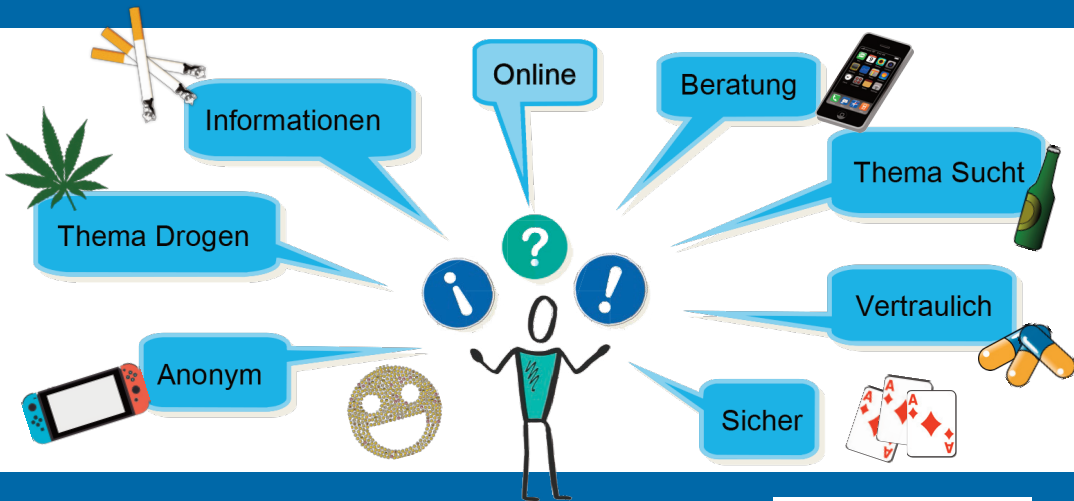 Online
Beratung
Informationen
Thema Sucht
Thema Drogen
Vertraulich
Anonym
Sicher
A
A
A
A
A
A